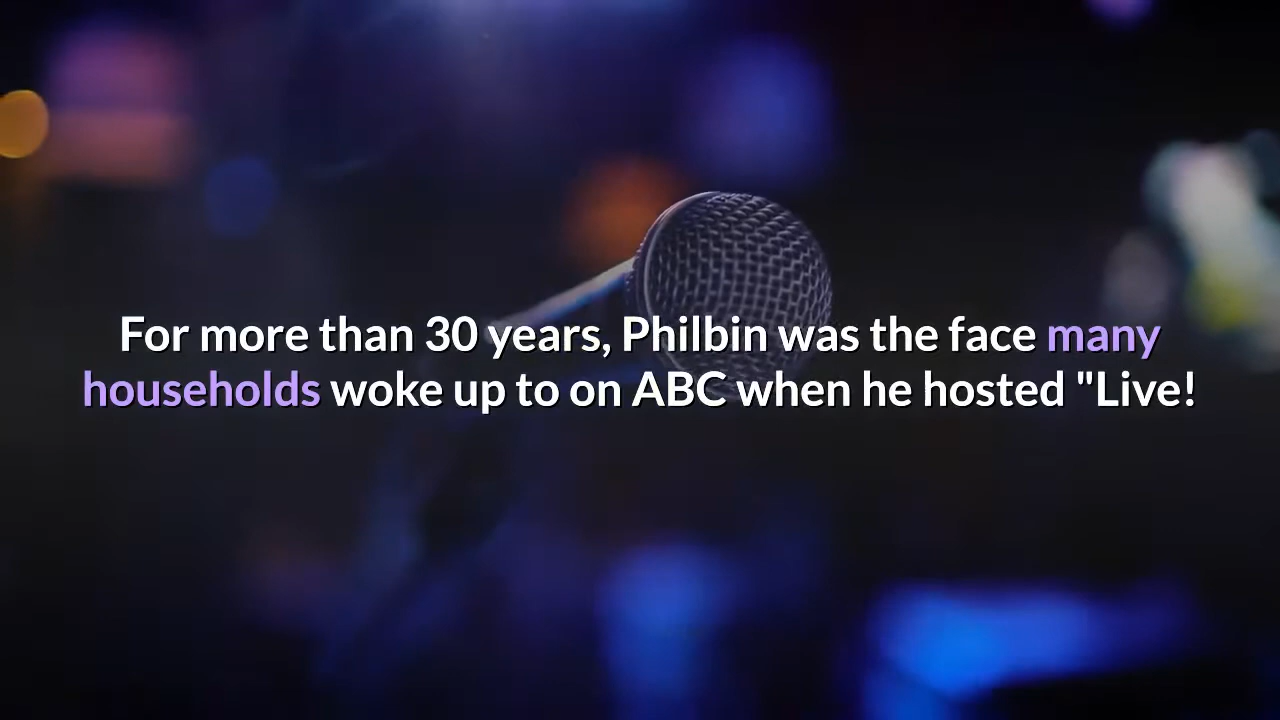 For more than 30 years, Philbin was the face many
households woke up to on ABC when he hosted "Live!